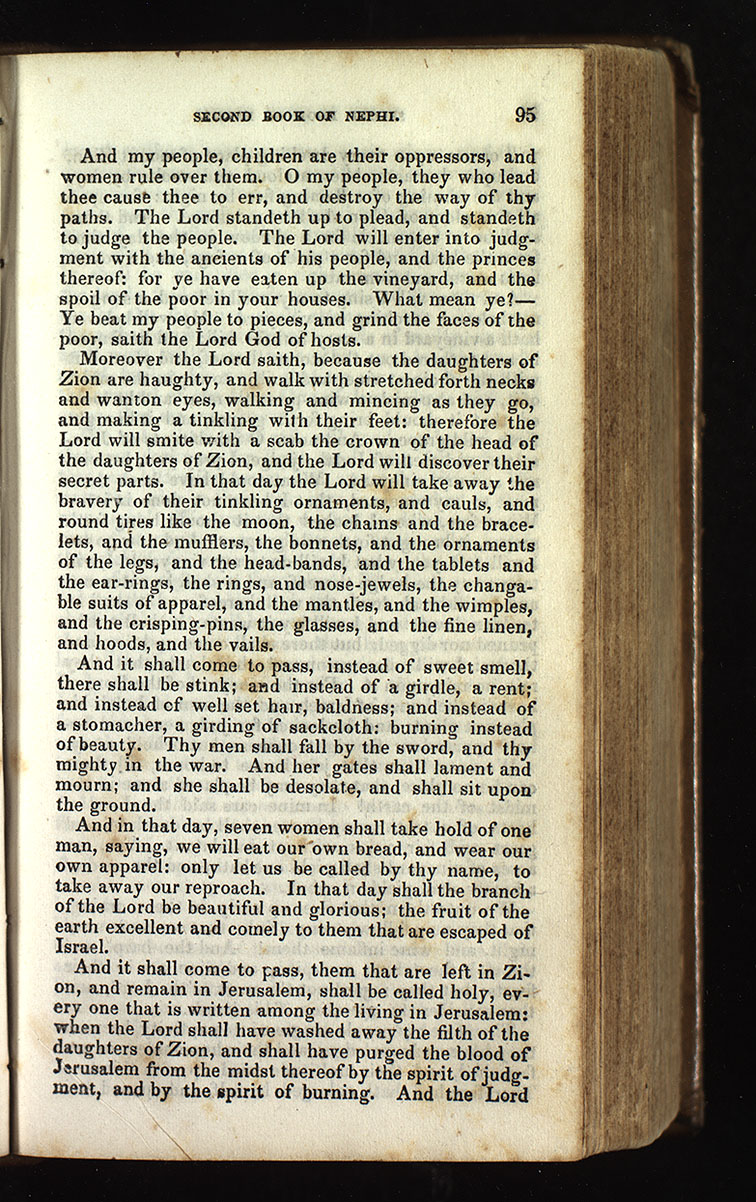 SECOND BOOK OF NEPHI. 95
And my people, children are their oppressors, and
women rule over them. O my people, they who lead
thee cause thee to err, and destroy the way of thy
paths. The Lord standeth up to plead, and standeth
to judge the people. The Lord will enter into judg-
ment with the ancients of his people, and the princes
thereof: for ye have eaten up the vineyard, and the
spoil of the poor in your houses. What mean ye?—
Ye beat my people to pieces, and grind the faces of the
poor, saith the Lord God of hosts.
Moreover the Lord saith, because the daughters of
Zion are haughty, and walk with stretched forth necks
and wanton eyes, walking and mincing as they go,
and making a tinkling with their feet: therefore the
Lord will smite with a scab the crown of the head of
the daughters of Zion, and the Lord will discover their
secret parts. In that day the Lord will take away the
bravery of their tinkling ornaments, and cauls, and
round tires like the moon, the chains and the brace-
lets, and the mufflers, the bonnets, and the ornaments
of the legs, and the head-bands, and the tablets and
the ear-rings, the rings, and nose-jewels, the changa-
ble suits of apparel, and the mantles, and the wimples,
and the crisping-pins, the glasses, and the fine linen,
and hoods, and the vails.
And it shall come to pass, instead of sweet smell,
there shall be stink; and instead of a girdle, a rent;
and instead of well set hair, baldness; and instead of
a stomacher, a girding of sackcloth: burning instead
of beauty. Thy men shall fall by the sword, and thy
mighty in the war. And her gates shall lament and
mourn; and she shall be desolate, and shall sit upon
the ground.
And in that day, seven women shall take hold of one
man, saying, we will eat our own bread, and wear our
own apparel: only let us be called by thy name, to
take away our reproach. In that day shall the branch
of the Lord be beautiful and glorious; the fruit of the
earth excellent and comely to them that are escaped of
Israel.
And it shall come to pass, them that are left in Zi-
on, and remain in Jerusalem, shall be called holy, ev-
ery one that is written among the living in Jerusalem:
when the Lord shall have washed away the filth of the
daughters of Zion, and shall have purged the blood of
Jerusalem from the midst thereof by the spirit of judg-
ment, and by the spirit of burning. And the Lord